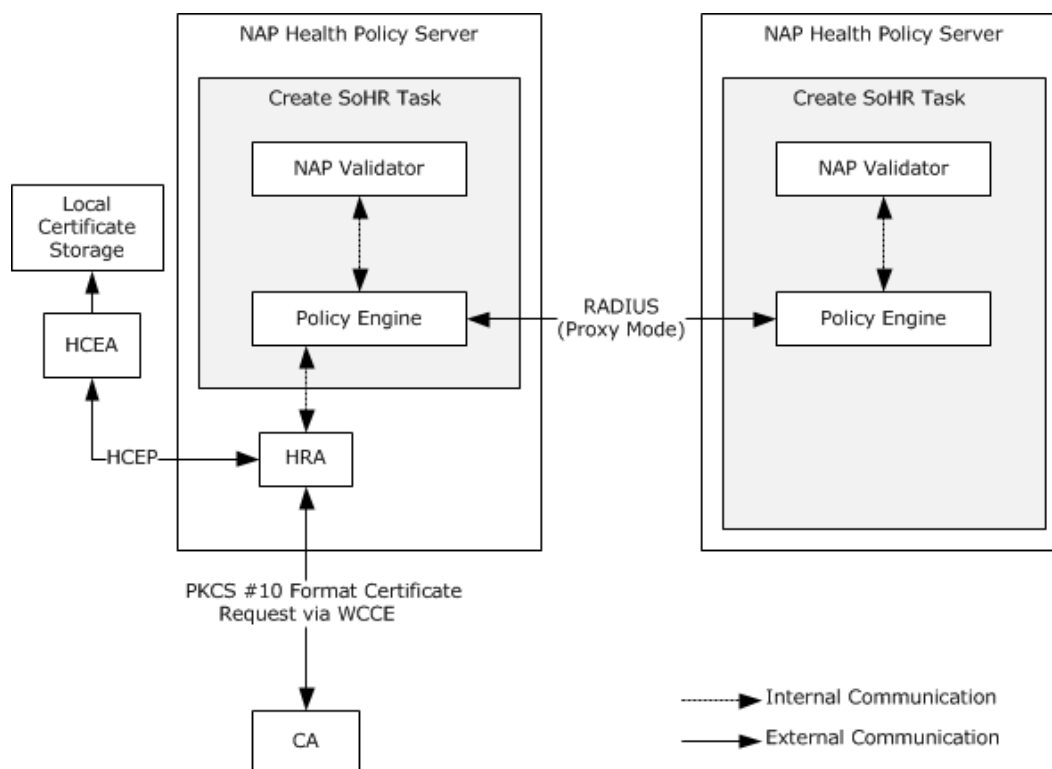 NAP Health Policy Server
Create SoHR Task
NAP Validator
Policy Engine
HRA
Local
Certificate
Storage
HCEA
HCEP
RADIUS
(Proxy Mode)
NAP Health Policy Server
Create SoHR Task
NAP Validator
Policy Engine
PKCS #10 Format Certificate
Request via WCCE
CA
Internal Communication
External Communication